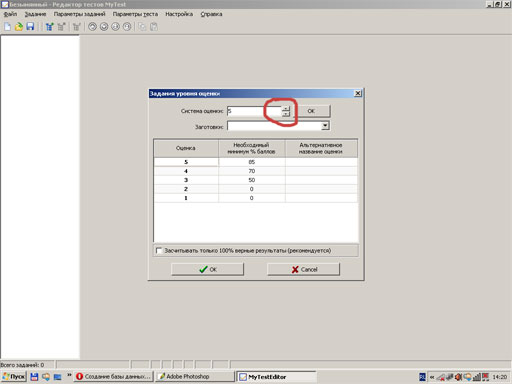 Безымянный - Редактор тестов MyTest
Файл Задание Параметры заданий Параметры теста Настройка Справка
Задания уровня оценки
Система оценки: 5 OK
Заготовки:
Оценка Необходимый минимум % баллов Альтернативное название оценки
5 85
4 70
3 50
2 0
1 0
Засчитывать только 100% верные результаты (рекомендуется)
OK Cancel
Всего заданий: 0
Пуск Создание базы данных... Adobe Photoshop MyTestEditor 14:20